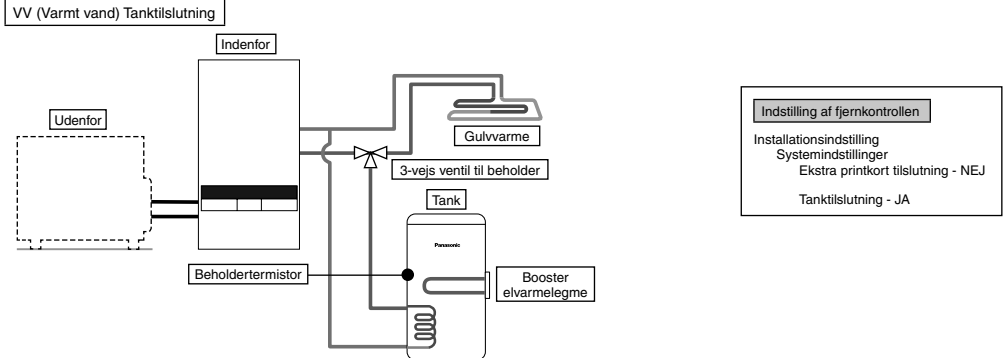 VV (Varmt vand) Tanktilslutning
Indenfor
Udenfor
Gulvvarme
3-vejs ventil til beholder
Tank
Panasonic
Beholdertermistor
Booster
elvarmelegme
Indstilling af fjernkontrollen
Installationsindstilling
Systemindstillinger
Ekstra printkort tilslutning - NEJ
Tanktilslutning - JA